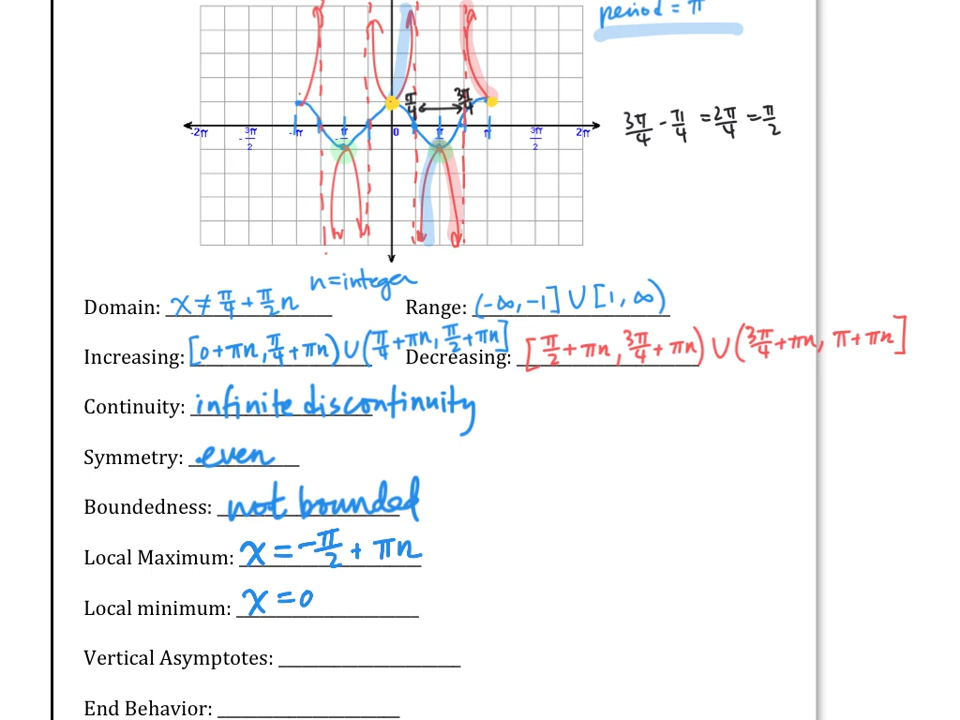 period = π
π/4 3π/4
-2π -3π/2 -π -π/2 0 π/2 π 3π/2 2π
3π/4 - π/4 = 2π/4 = π/2
n = integer
Domain: x ≠ π/4 + π/2 n Range: (-∞, -1] ∪ [1, ∞)
Increasing: [0 + πn, π/4 + πn) ∪ (π/4 + πn, π/2 + πn] Decreasing: [π/2 + πn, 3π/4 + πn) ∪ (3π/4 + πn, π + πn]
Continuity: infinite discontinuity
Symmetry: even
Boundedness: not bounded
Local Maximum: x = -π/2 + πn
Local minimum: x = 0
Vertical Asymptotes:
End Behavior: